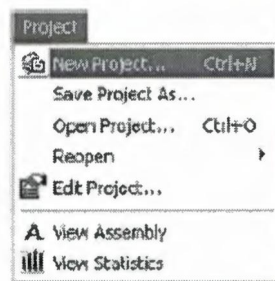 Project
New Project... Ctrl+N
Save Project As...
Open Project... Ctrl+O
Reopen
Edit Project...
View Assembly
View Statistics